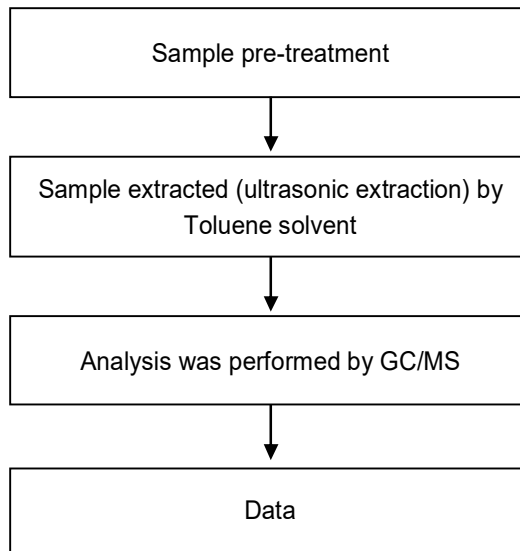 Sample pre-treatment
Sample extracted (ultrasonic extraction) by
Toluene solvent
Analysis was performed by GC/MS
Data